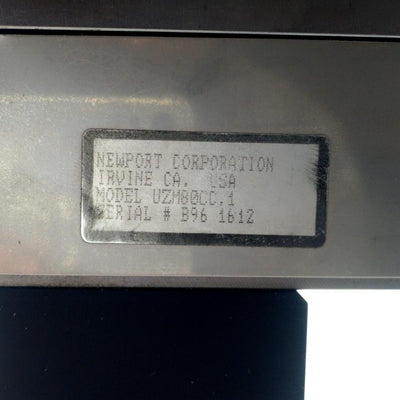 NEWPORT CORPORATION
IRVINE CA. USA
MODEL UZM80CC.1
SERIAL # B96 1612